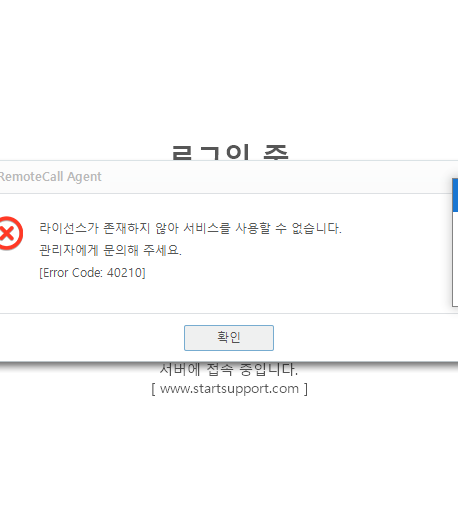 로그인 중
RemoteCall Agent
라이선스가 존재하지 않아 서비스를 사용할 수 없습니다.
관리자에게 문의해 주세요.
[Error Code: 40210]
확인
서버에 접속 중입니다.
[ www.startsupport.com ]